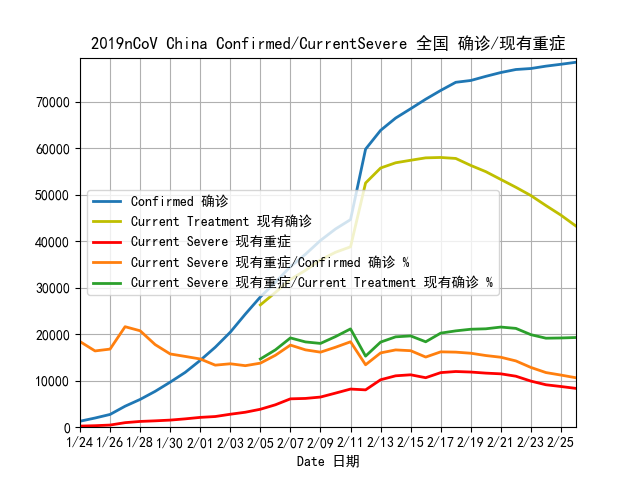 2019nCoV China Confirmed/CurrentSevere 全国 确诊/现有重症
70000
60000
50000
40000
30000
20000
10000
0
Confirmed 确诊
Current Treatment 现有确诊
Current Severe 现有重症
Current Severe 现有重症/Confirmed 确诊 %
Current Severe 现有重症/Current Treatment 现有确诊 %
1/24 1/26 1/28 1/30 2/01 2/03 2/05 2/07 2/09 2/11 2/13 2/15 2/17 2/19 2/21 2/23 2/25
Date 日期